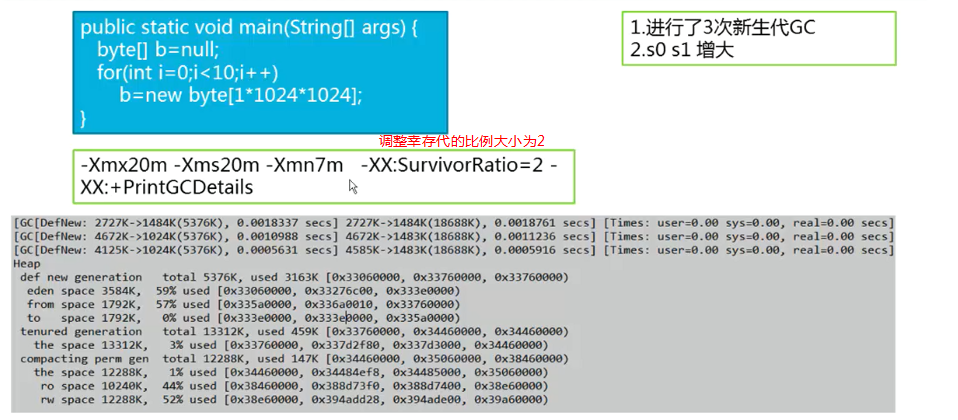 public static void main(String[] args) {
byte[] b=null;
for(int i=0;i<10;i++)
b=new byte[1*1024*1024];
}
1.进行了3次新生代GC
2.s0 s1 增大
调整幸存代的比例大小为2
-Xmx20m -Xms20m -Xmn7m -XX:SurvivorRatio=2 -
XX:+PrintGCDetails
[GC[DefNew: 2727K->1484K(5376K), 0.0018337 secs] 2727K->1484K(18688K), 0.0018761 secs] [Times: user=0.00 sys=0.00, real=0.00 secs]
[GC[DefNew: 4672K->1024K(5376K), 0.0010988 secs] 4672K->1483K(18688K), 0.0011236 secs] [Times: user=0.00 sys=0.00, real=0.00 secs]
[GC[DefNew: 4125K->1024K(5376K), 0.0005631 secs] 4585K->1483K(18688K), 0.0005916 secs] [Times: user=0.00 sys=0.00, real=0.00 secs]
Heap
def new generation total 5376K, used 3163K [0x33060000, 0x33760000, 0x33760000)
eden space 3584K, 59% used [0x33060000, 0x33276c00, 0x333e0000)
from space 1792K, 57% used [0x335a0000, 0x336a0010, 0x33760000)
to space 1792K, 0% used [0x333e0000, 0x333e0000, 0x335a0000)
tenured generation total 13312K, used 459K [0x33760000, 0x34460000, 0x34460000)
the space 13312K, 3% used [0x33760000, 0x337d2f80, 0x337d3000, 0x34460000)
compacting perm gen total 12288K, used 147K [0x34460000, 0x35060000, 0x38460000)
the space 12288K, 1% used [0x34460000, 0x34484ef8, 0x34485000, 0x35060000)
ro space 10240K, 44% used [0x38460000, 0x388d73f0, 0x388d7400, 0x38e60000)
rw space 12288K, 52% used [0x38e60000, 0x394add28, 0x394ade00, 0x39a60000)